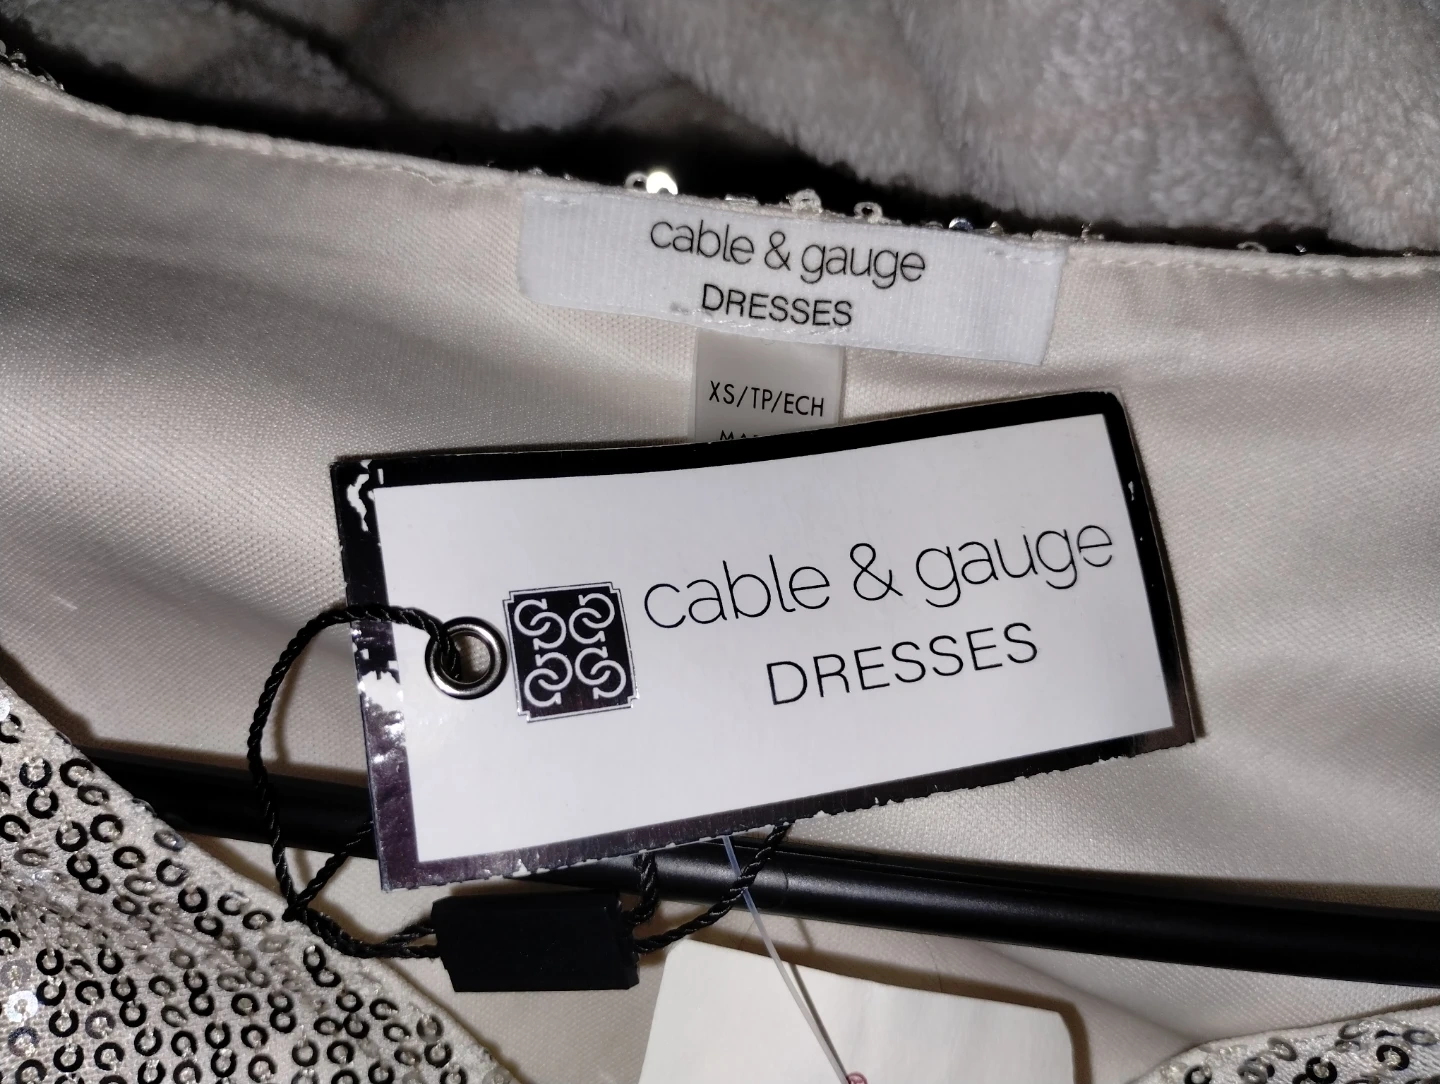 cable & gauge
DRESSES
XS/TP/ECH
cable & gauge
DRESSES